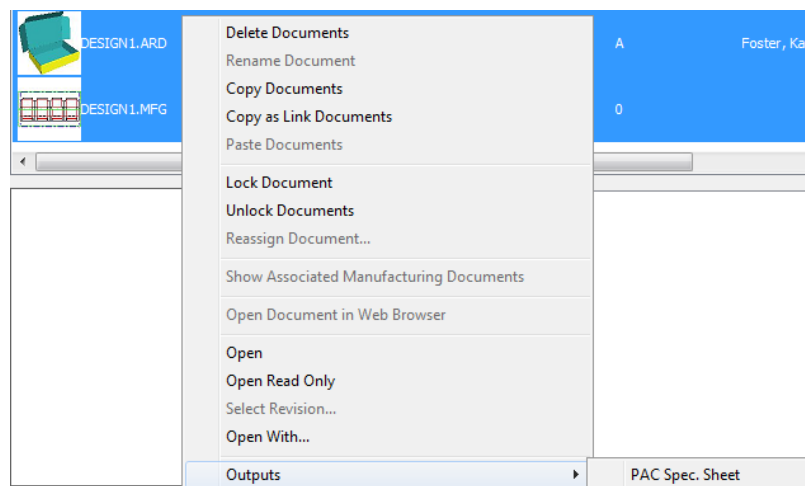 DESIGN1.ARD A Foster, Ka
DESIGN1.MFG 0
Delete Documents
Rename Document
Copy Documents
Copy as Link Documents
Paste Documents
Lock Document
Unlock Documents
Reassign Document...
Show Associated Manufacturing Documents
Open Document in Web Browser
Open
Open Read Only
Select Revision...
Open With...
Outputs
PAC Spec. Sheet